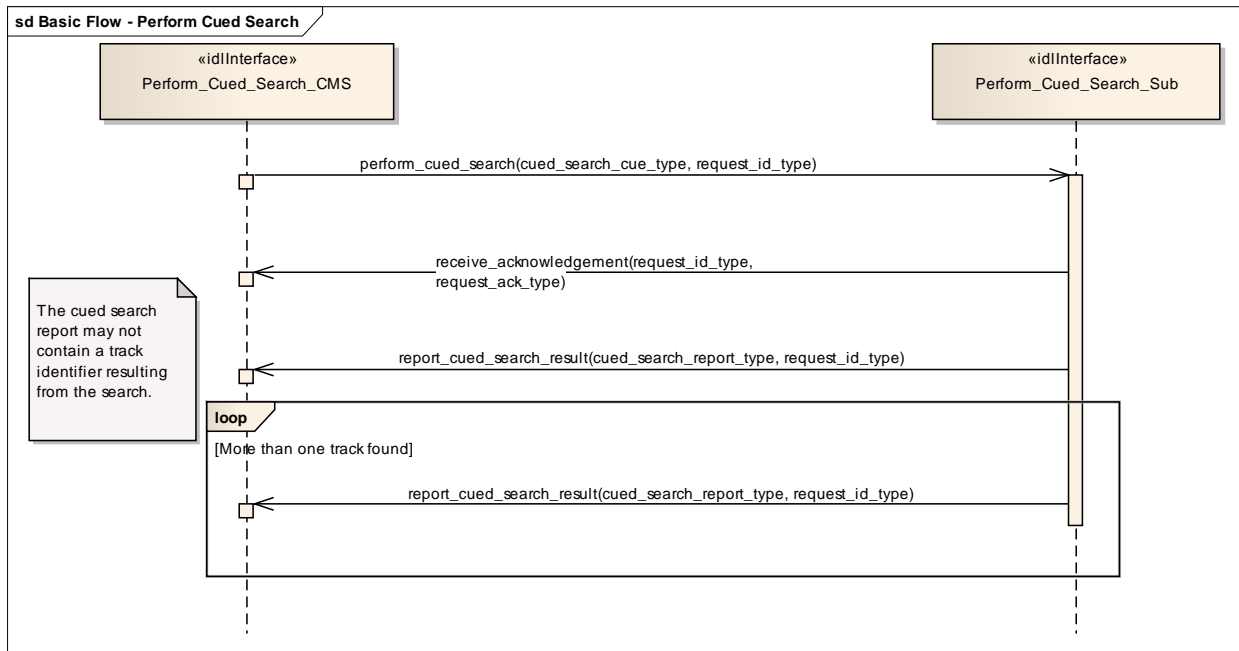 sd Basic Flow - Perform Cued Search
«idlInterface»
Perform_Cued_Search_CMS
«idlInterface»
Perform_Cued_Search_Sub
perform_cued_search(cued_search_cue_type, request_id_type)
receive_acknowledgement(request_id_type,
request_ack_type)
The cued search
report may not
contain a track
identifier resulting
from the search.
report_cued_search_result(cued_search_report_type, request_id_type)
loop
[More than one track found]
report_cued_search_result(cued_search_report_type, request_id_type)